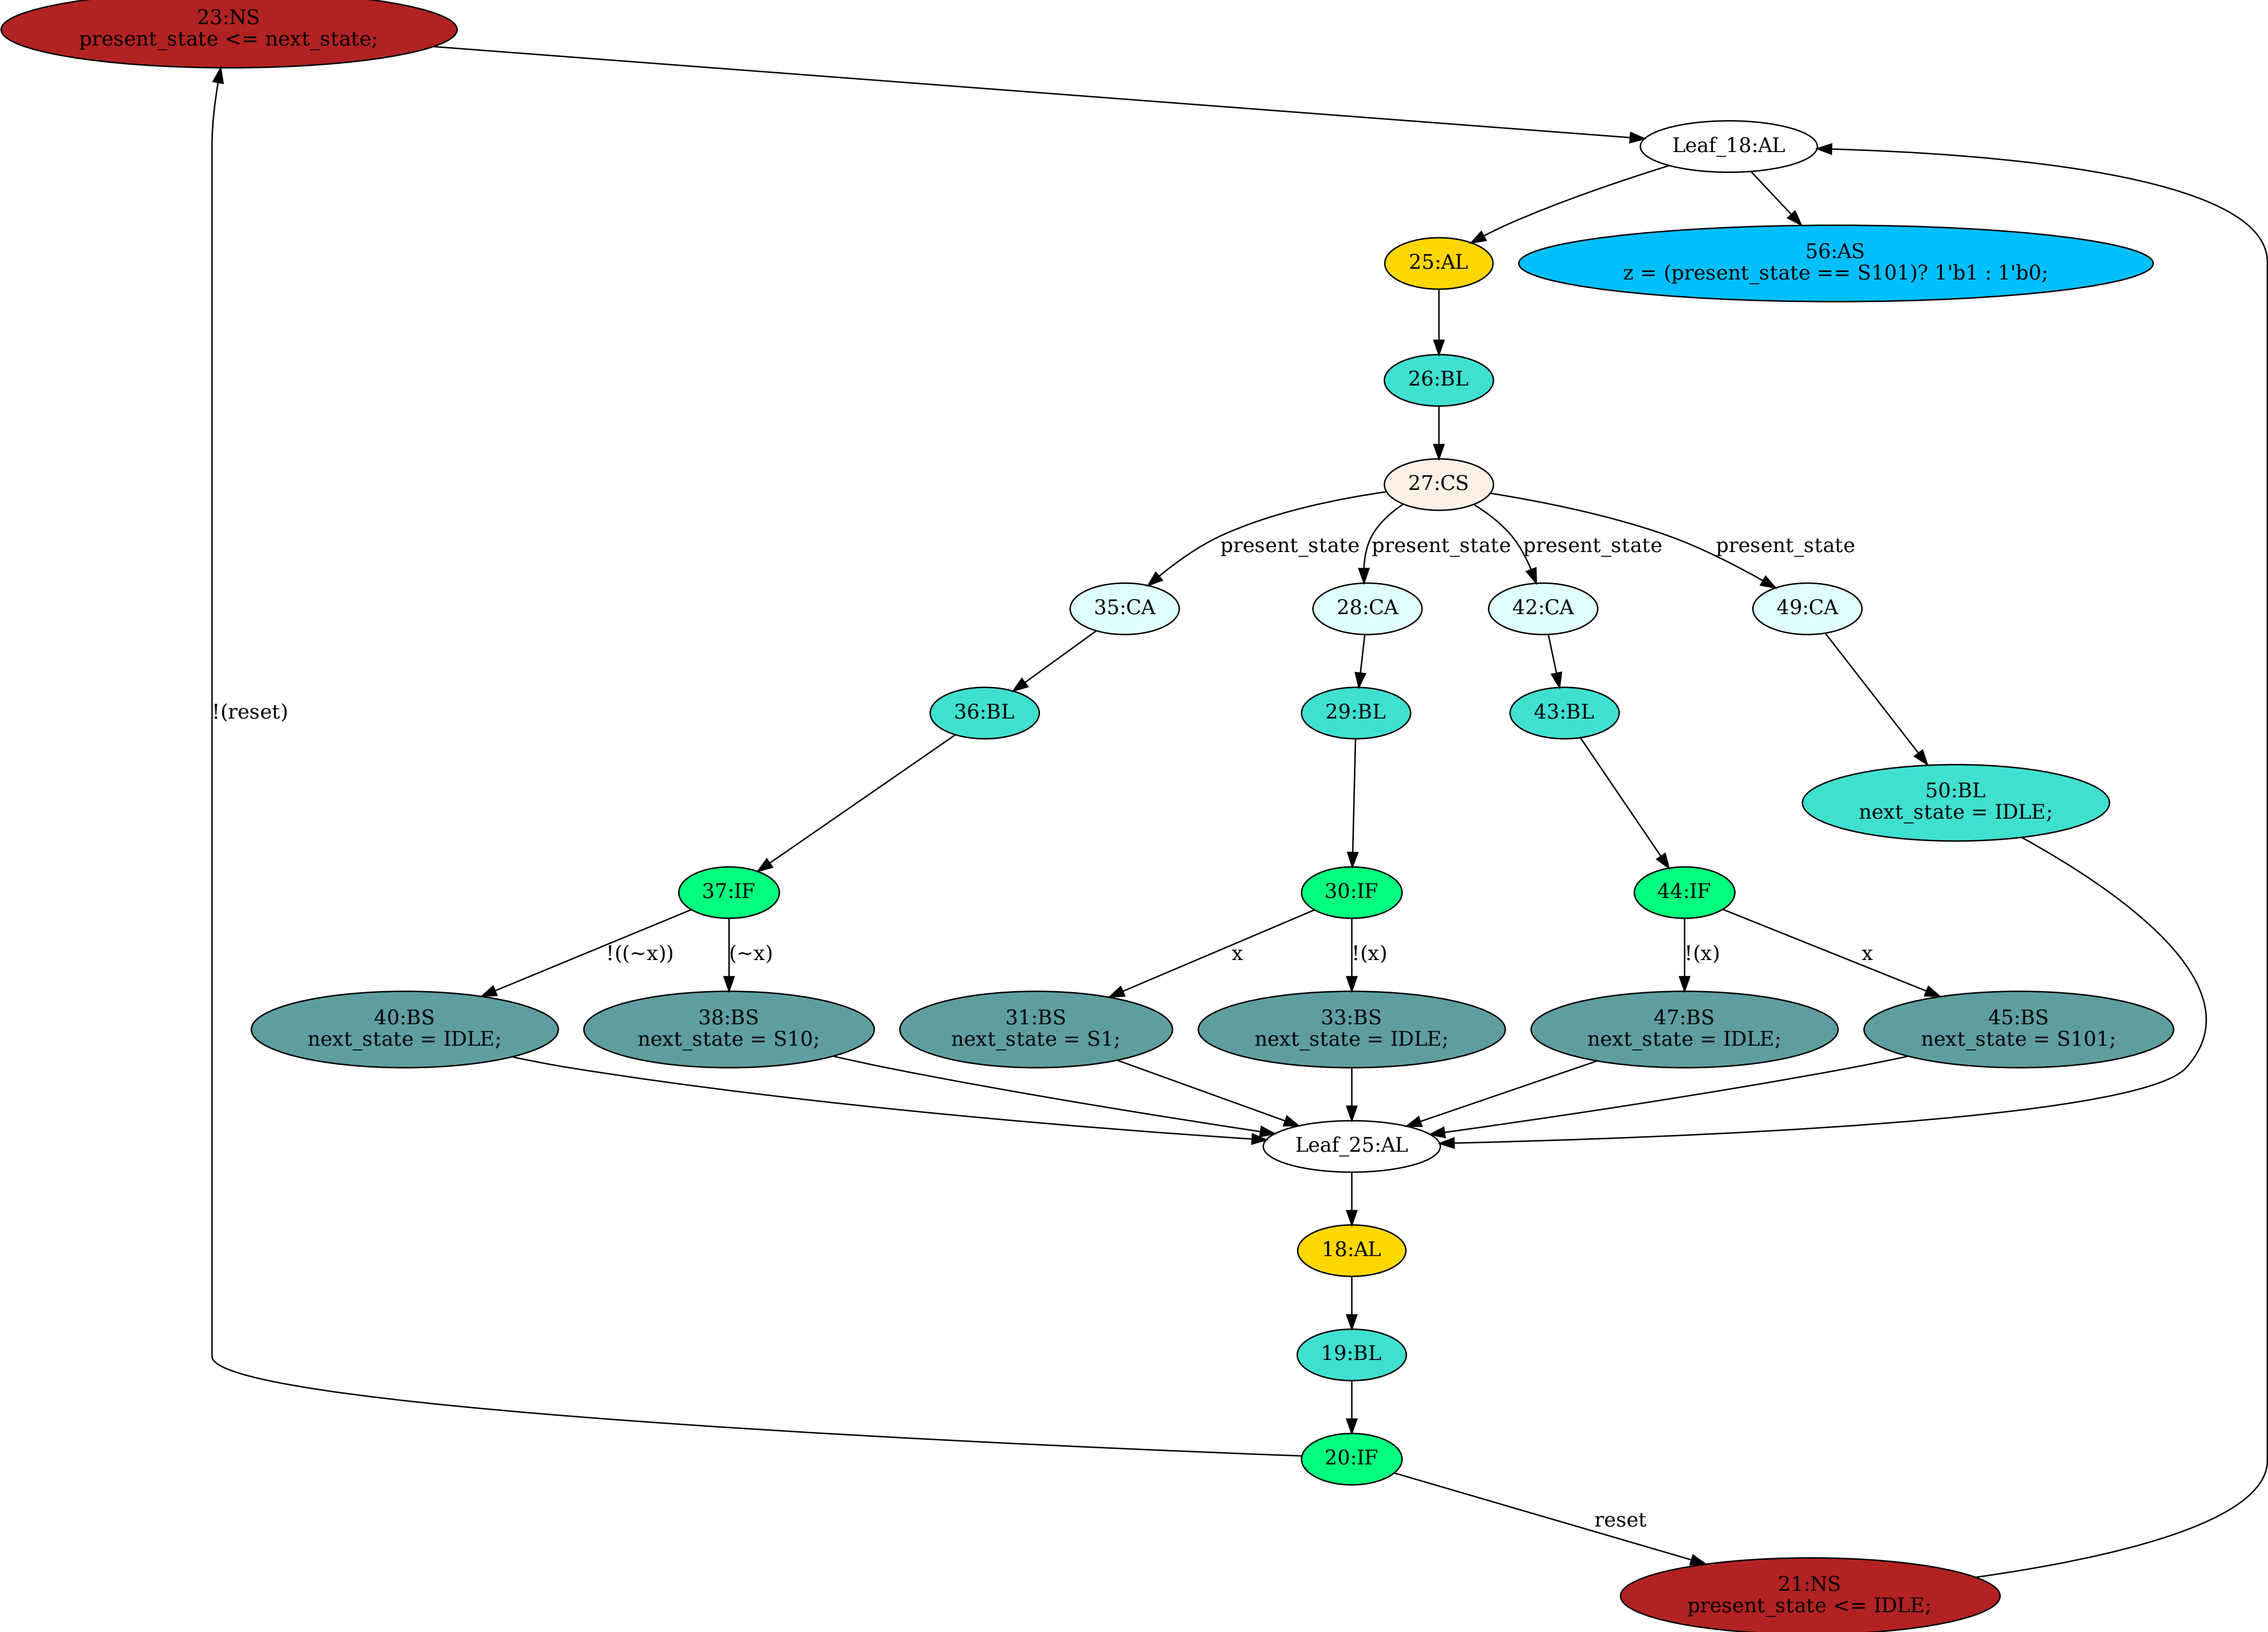 23:NS
present_state <= next_state;
Leaf_18:AL
25:AL
56:AS
z = (present_state == S101)? 1'b1 : 1'b0;
26:BL
27:CS
present_state
present_state
present_state
present_state
35:CA
28:CA
42:CA
49:CA
!(reset)
36:BL
29:BL
43:BL
50:BL
next_state = IDLE;
37:IF
30:IF
44:IF
!((~x))
(~x)
x
!(x)
!(x)
x
40:BS
next_state = IDLE;
38:BS
next_state = S10;
31:BS
next_state = S1;
33:BS
next_state = IDLE;
47:BS
next_state = IDLE;
45:BS
next_state = S101;
Leaf_25:AL
18:AL
19:BL
20:IF
reset
21:NS
present_state <= IDLE;